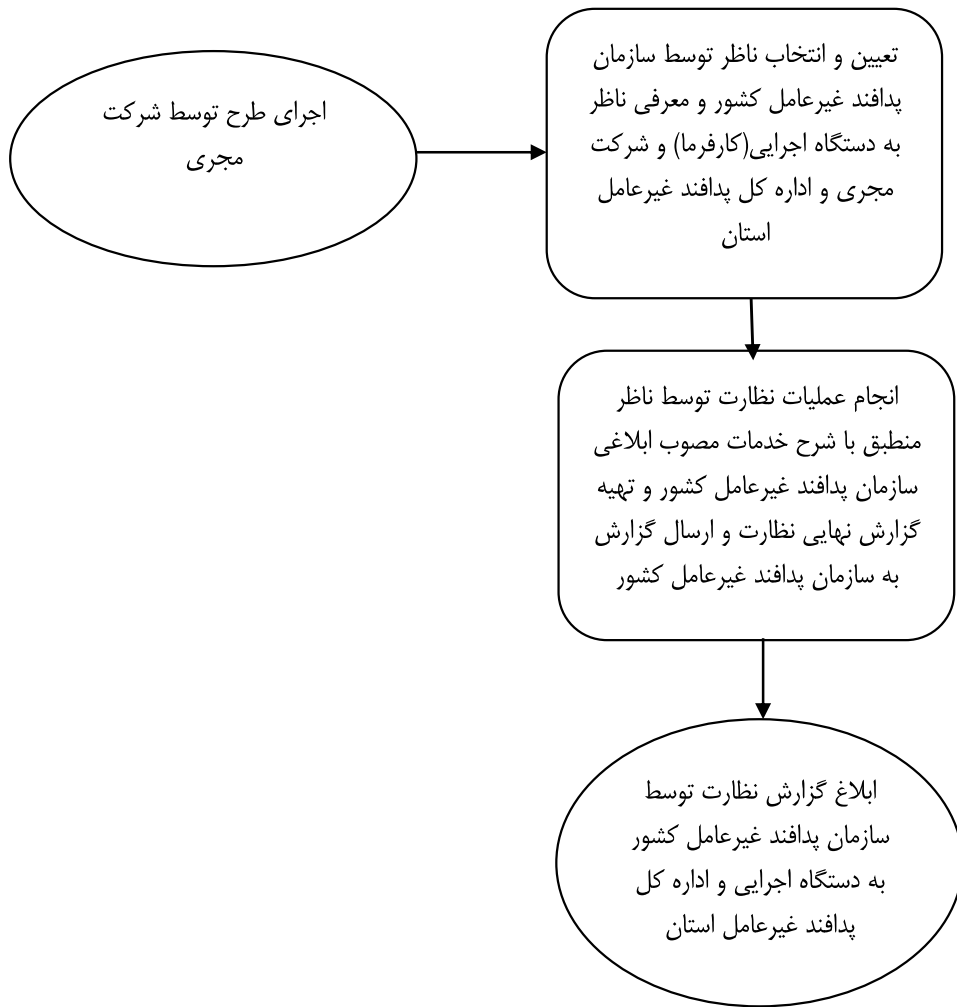 اجرای طرح توسط شرکت
مجری
تعیین و انتخاب ناظر توسط سازمان
پدافند غیرعامل کشور و معرفی ناظر
به دستگاه اجرایی(کارفرما) و شرکت
مجری و اداره کل پدافند غیرعامل
استان
انجام عملیات نظارت توسط ناظر
منطبق با شرح خدمات مصوب ابلاغی
سازمان پدافند غیرعامل کشور و تهیه
گزارش نهایی نظارت و ارسال گزارش
به سازمان پدافند غیرعامل کشور
ابلاغ گزارش نظارت توسط
سازمان پدافند غیرعامل کشور
به دستگاه اجرایی و اداره کل
پدافند غیرعامل استان